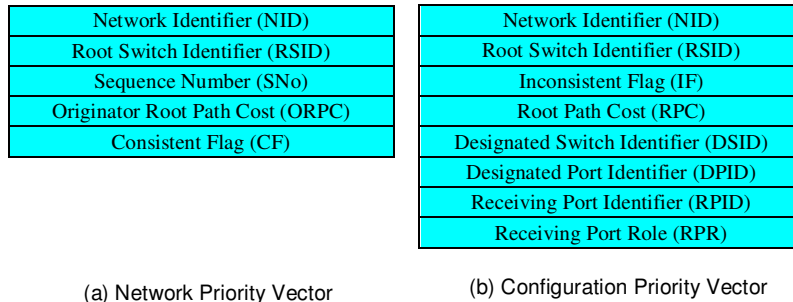 Network Identifier (NID)
Root Switch Identifier (RSID)
Sequence Number (SNo)
Originator Root Path Cost (ORPC)
Consistent Flag (CF)
(a) Network Priority Vector
Network Identifier (NID)
Root Switch Identifier (RSID)
Inconsistent Flag (IF)
Root Path Cost (RPC)
Designated Switch Identifier (DSID)
Designated Port Identifier (DPID)
Receiving Port Identifier (RPID)
Receiving Port Role (RPR)
(b) Configuration Priority Vector